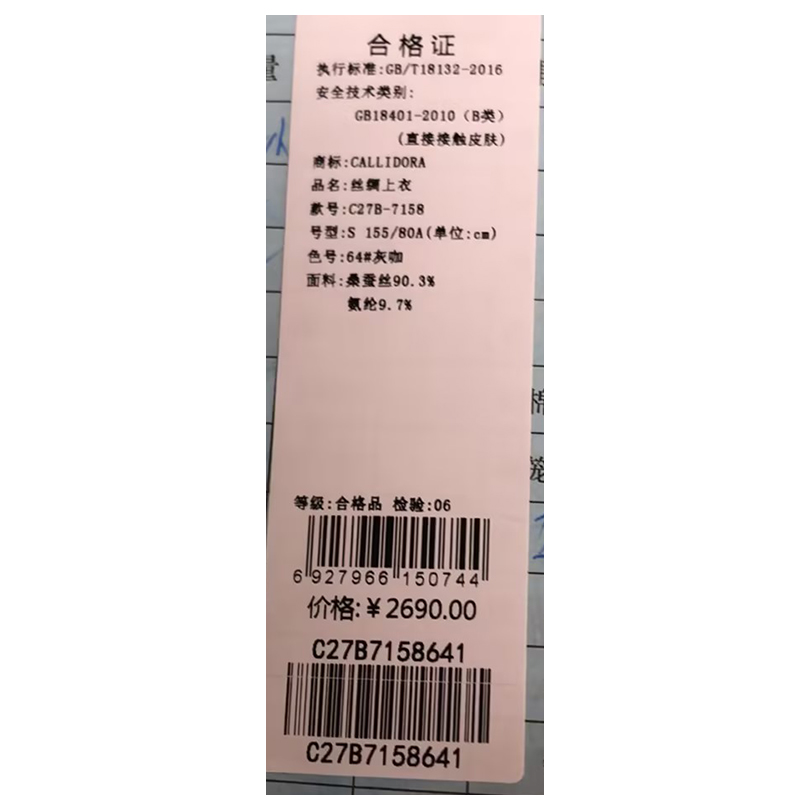 合格证
执行标准:GB/T18132-2016
安全技术类别:
GB18401-2010（B类）
(直接接触皮肤)
商标:CALLIDORA
品名:丝绸上衣
款号:C27B-7158
号型:S 155/80A(单位:cm)
色号:64#灰咖
面料:桑蚕丝90.3%
氨纶9.7%
等级:合格品 检验:06
6 927966 150744
价格:￥2690.00
C27B7158641
C27B7158641
量
棉